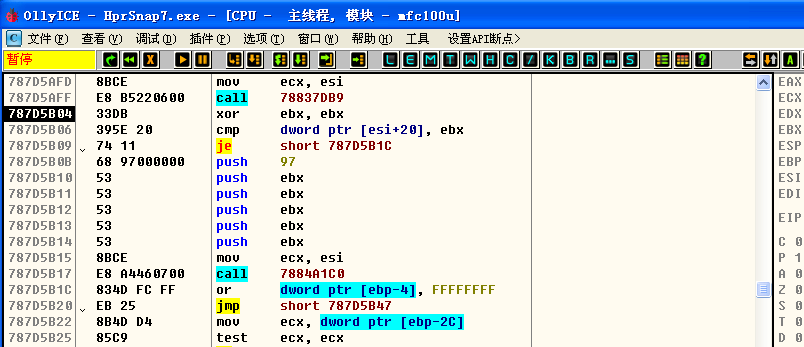 OllyICE - HprSnap7.exe - [CPU - 主线程, 模块 - mfc100u]
C 文件(F) 查看(V) 调试(D) 插件(P) 选项(T) 窗口(W) 帮助(H) 工具 设置API断点>
暂停 L E M T W H C / K B R ... S ? A
787D5AFD 8BCE mov ecx, esi EAX
787D5AFF E8 B5220600 call 78837DB9 ECX
787D5B04 33DB xor ebx, ebx EDX
787D5B06 395E 20 cmp dword ptr [esi+20], ebx EBX
787D5B09 74 11 je short 787D5B1C ESP
787D5B0B 68 97000000 push 97 EBP
787D5B10 53 push ebx ESI
787D5B11 53 push ebx EDI
787D5B12 53 push ebx
787D5B13 53 push ebx EIP
787D5B14 53 push ebx C 0
787D5B15 8BCE mov ecx, esi P 1
787D5B17 E8 A4460700 call 7884A1C0 A 0
787D5B1C 834D FC FF or dword ptr [ebp-4], FFFFFFFF Z 0
787D5B20 EB 25 jmp short 787D5B47 S 0
787D5B22 8B4D D4 mov ecx, dword ptr [ebp-2C] T 0
787D5B25 85C9 test ecx, ecx D 0